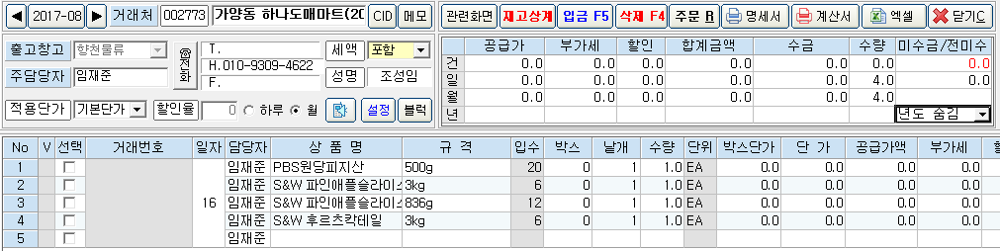 ◀ 2017-08 ▶ 거래처 002773 가양동 하나도매마트(20 CID 메모 관련화면 재고상계 입금 F5 삭제 F4 주문 R 명세서 계산서 엑셀 닫기C
출고창고 향천물류 전화 T. 세액 포함
주담당자 임재준 H.010-9309-4622 성명 조성임
F.
적용단가 기본단가 할인율 0 하루 월 설정 블럭
공급가 부가세 할인 합계금액 수금 수량 미수금/전미수
건 0.0 0.0 0.0 0.0 0.0 0.0 0.0
일 0.0 0.0 0.0 0.0 0.0 4.0 0.0
월 0.0 0.0 0.0 0.0 0.0 4.0
년 년도 숨김
No V 선택 거래번호 일자 담당자 상 품 명 규 격 입수 박스 낱개 수량 단위 박스단가 단 가 공급가액 부가세
1 임재준 PBS원당피지산 500g 20 0 1 1.0 EA 0.0 0.0 0.0 0.0
2 임재준 S&W 파인애플슬라이스 3kg 6 0 1 1.0 EA 0.0 0.0 0.0 0.0
3 16 임재준 S&W 파인애플슬라이스 836g 12 0 1 1.0 EA 0.0 0.0 0.0 0.0
4 임재준 S&W 후르츠칵테일 3kg 6 0 1 1.0 EA 0.0 0.0 0.0 0.0
5 임재준